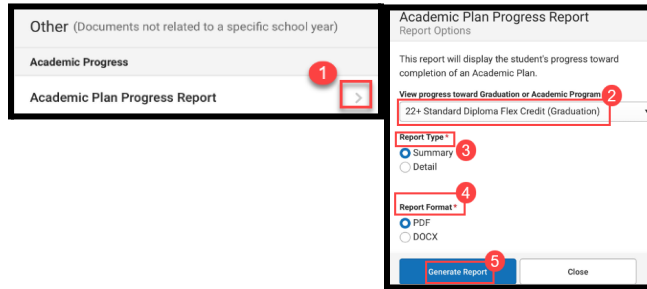 Other (Documents not related to a specific school year)
Academic Progress
1
Academic Plan Progress Report
Academic Plan Progress Report
Report Options
This report will display the student's progress toward
completion of an Academic Plan.
View progress toward Graduation or Academic Program
2
22+ Standard Diploma Flex Credit (Graduation)
Report Type *
Summary 3
Detail
4
Report Format *
PDF
DOCX
5
Generate Report Close